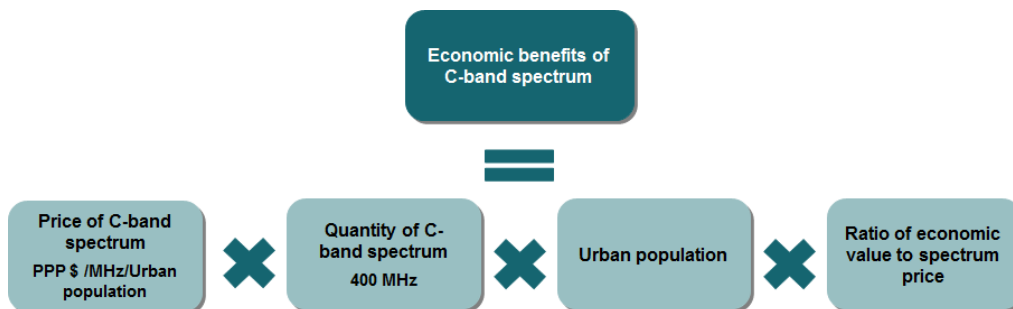 Economic benefits of
C-band spectrum
Price of C-band
spectrum
PPP $ /MHz/Urban
population
Quantity of C-
band spectrum
400 MHz
Urban population
Ratio of economic
value to spectrum
price